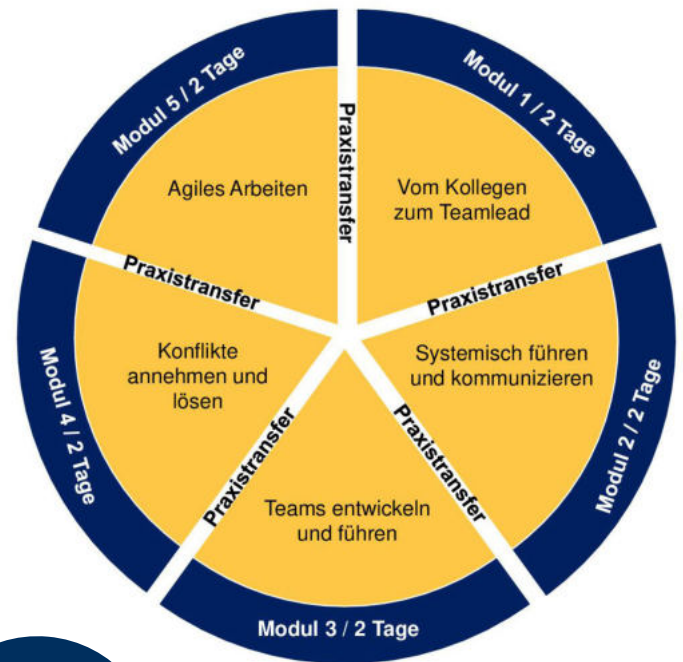 Modul 1 / 2 Tage
Vom Kollegen
zum Teamlead
Praxistransfer
Modul 2 / 2 Tage
Systemisch führen
und kommunizieren
Praxistransfer
Modul 3 / 2 Tage
Teams entwickeln
und führen
Praxistransfer
Modul 4 / 2 Tage
Konflikte
annehmen und
lösen
Praxistransfer
Modul 5 / 2 Tage
Agiles Arbeiten
Praxistransfer